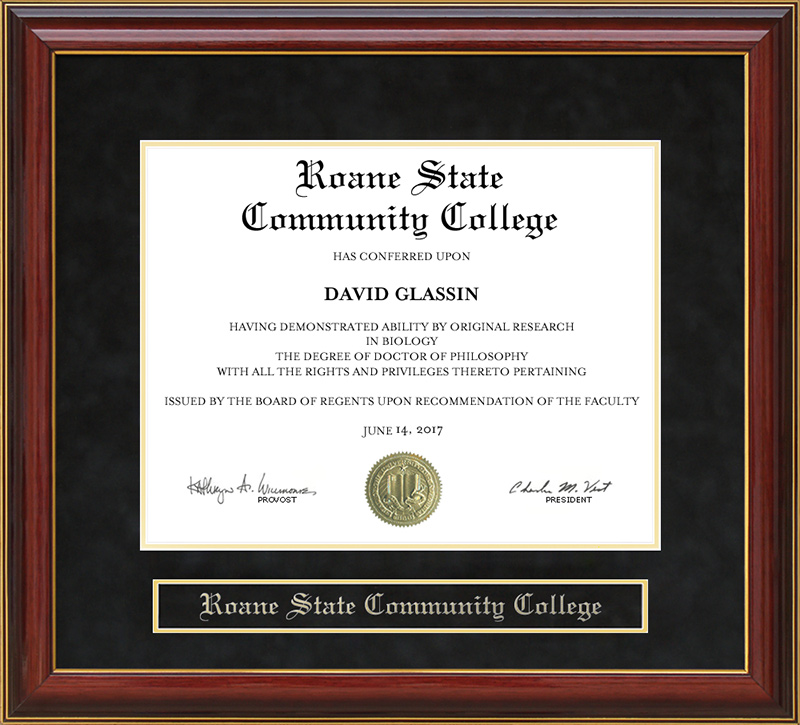 Roane State
Community College
HAS CONFERRED UPON
DAVID GLASSIN
HAVING DEMONSTRATED ABILITY BY ORIGINAL RESEARCH
IN BIOLOGY
THE DEGREE OF DOCTOR OF PHILOSOPHY
WITH ALL THE RIGHTS AND PRIVILEGES THERETO PERTAINING
ISSUED BY THE BOARD OF REGENTS UPON RECOMMENDATION OF THE FACULTY
JUNE 14, 2017
PROVOST
Charles M. Vest
PRESIDENT
Roane State Community College